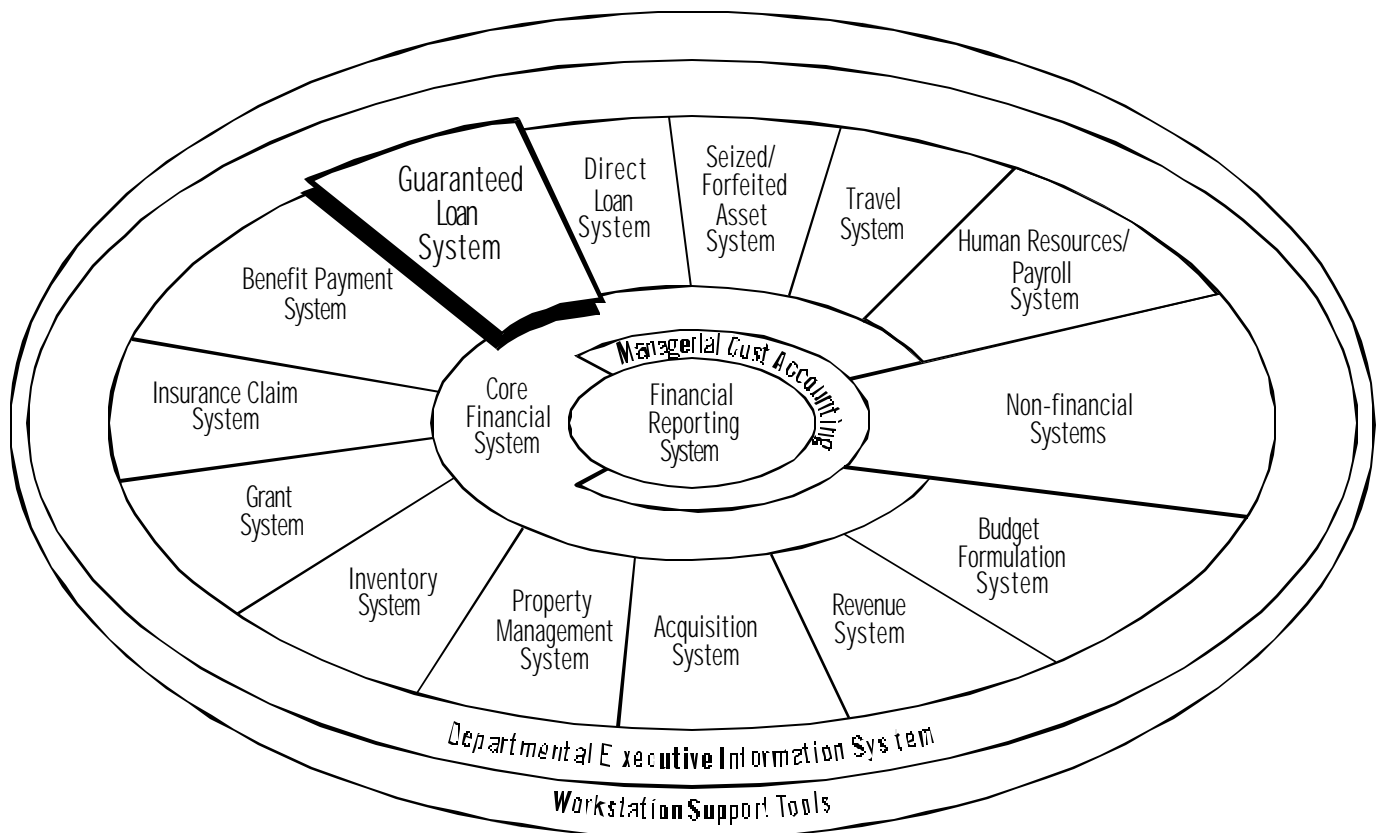 Guaranteed
Loan
System
Direct
Loan
System
Seized/
Forfeited
Asset
System
Travel
System
Human Resources/
Payroll
System
Benefit Payment
System
Managerial Cust Accounting
Insurance Claim
System
Core
Financial
System
Financial
Reporting
System
Non-financial
Systems
Grant
System
Budget
Formulation
System
Inventory
System
Property
Management
System
Acquisition
System
Revenue
System
Departmental Executive Information System
Workstation Support Tools